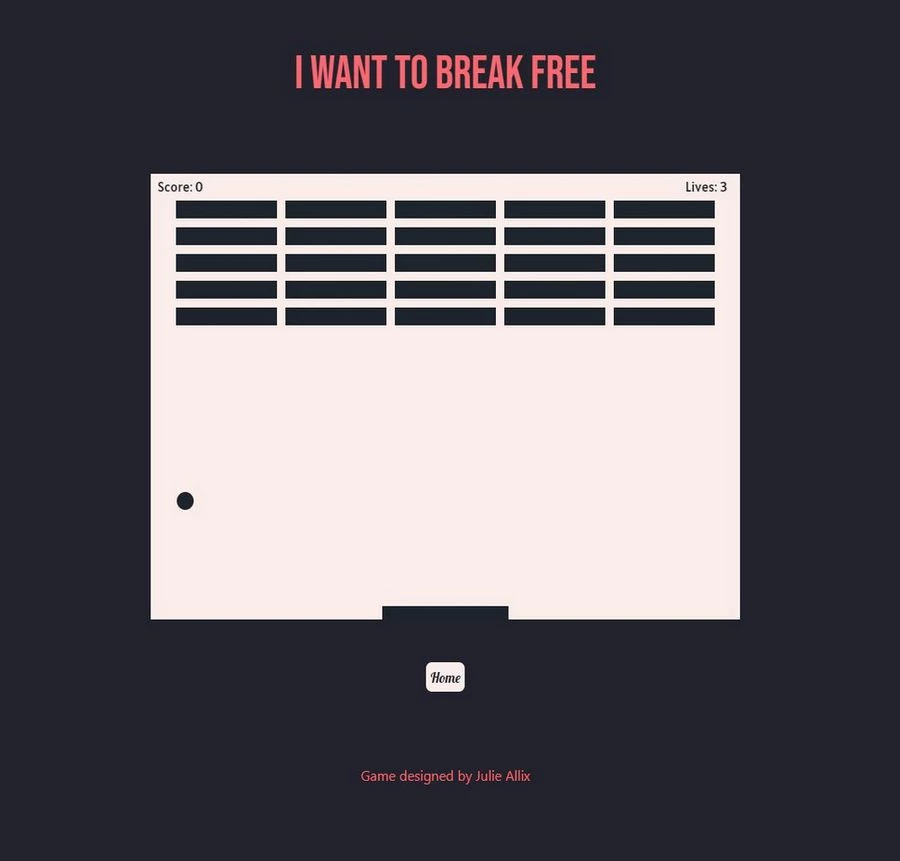 I WANT TO BREAK FREE
Score: 0
Lives: 3
Home
Game designed by Julie Allix